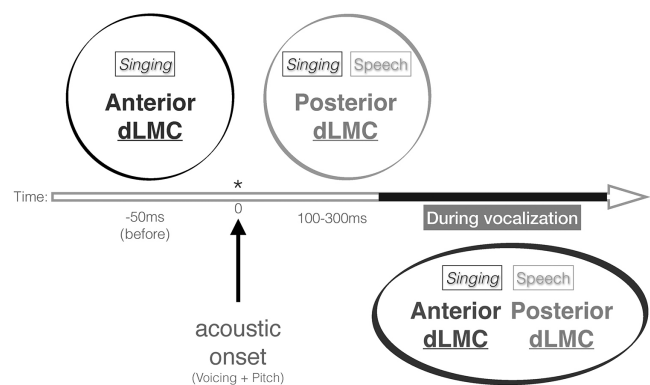 Singing
Anterior
dLMC
Singing Speech
Posterior
dLMC
Time:
*
-50ms
(before)
0
100-300ms
During vocalization
acoustic
onset
(Voicing + Pitch)
Singing Speech
Anterior Posterior
dLMC dLMC